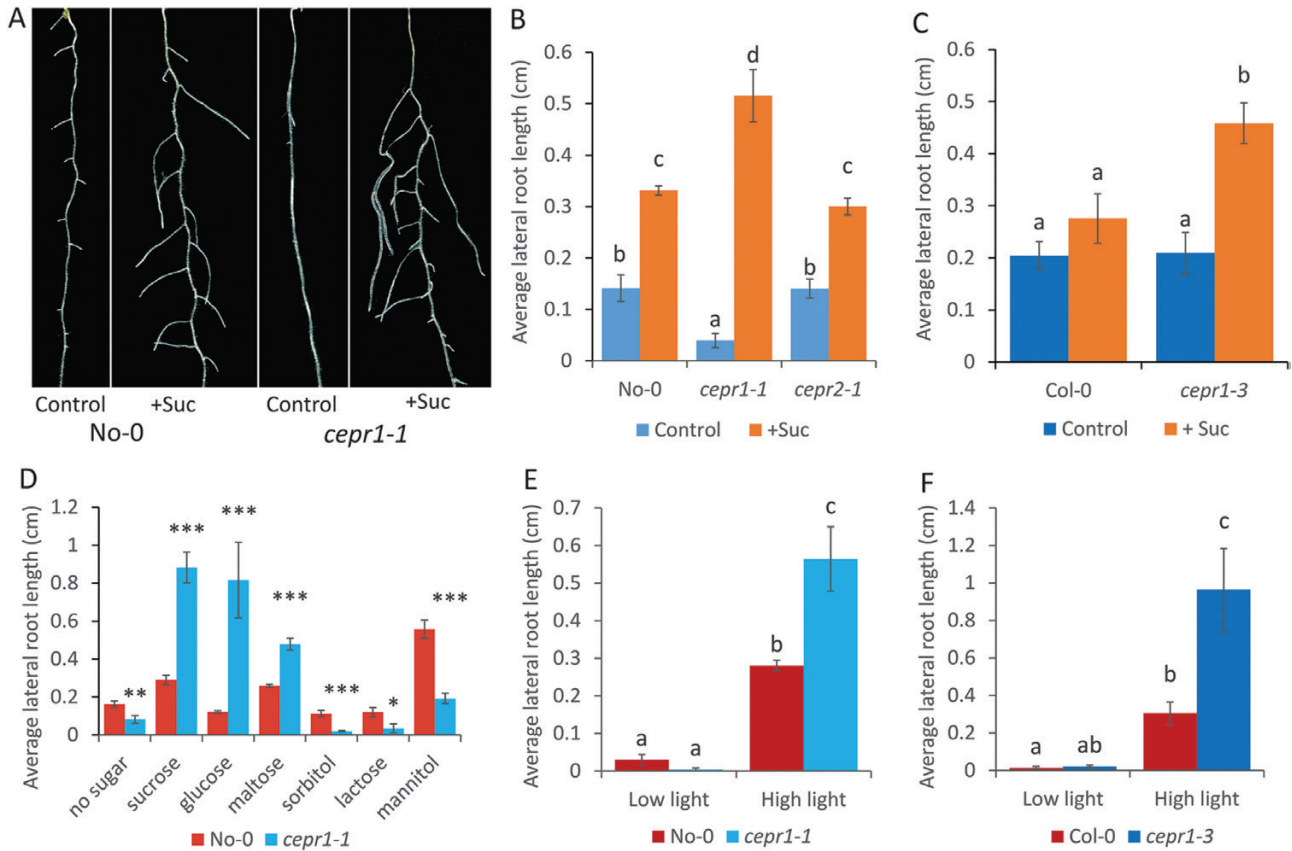 A
Control
+Suc
Control
+Suc
No-0
cepr1-1
B
Average lateral root length (cm)
0.6
0.5
0.4
0.3
0.2
0.1
0
b
c
a
d
b
c
No-0
cepr1-1
cepr2-1
Control
+Suc
C
Average lateral root length (cm)
0.6
0.5
0.4
0.3
0.2
0.1
0
a
a
a
b
Col-0
cepr1-3
Control
+ Suc
D
Average lateral root length (cm)
1.2
1
0.8
0.6
0.4
0.2
0
**
***
***
***
***
*
***
no sugar
sucrose
glucose
maltose
sorbitol
lactose
mannitol
No-0
cepr1-1
E
Average lateral root length (cm)
0.7
0.6
0.5
0.4
0.3
0.2
0.1
0
a
a
b
c
Low light
High light
No-0
cepr1-1
F
Average lateral root length (cm)
1.4
1.2
1
0.8
0.6
0.4
0.2
0
a
ab
b
c
Low light
High light
Col-0
cepr1-3